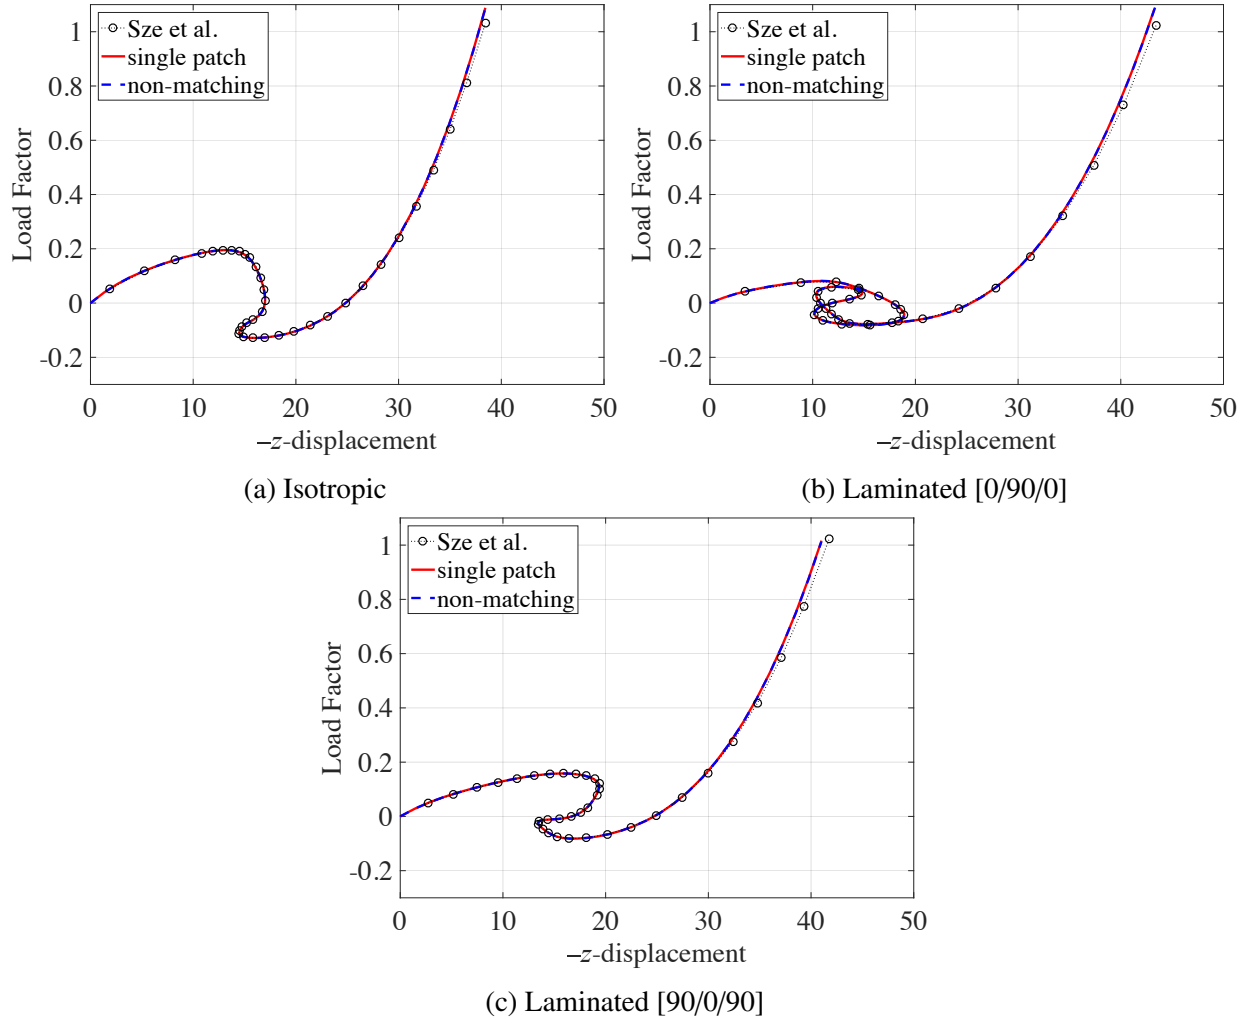 Sze et al.
single patch
non-matching
1
0.8
0.6
0.4
0.2
0
-0.2
Load Factor
0 10 20 30 40 50
–z-displacement
(a) Isotropic
Sze et al.
single patch
non-matching
1
0.8
0.6
0.4
0.2
0
-0.2
Load Factor
0 10 20 30 40 50
–z-displacement
(b) Laminated [0/90/0]
Sze et al.
single patch
non-matching
1
0.8
0.6
0.4
0.2
0
-0.2
Load Factor
0 10 20 30 40 50
–z-displacement
(c) Laminated [90/0/90]